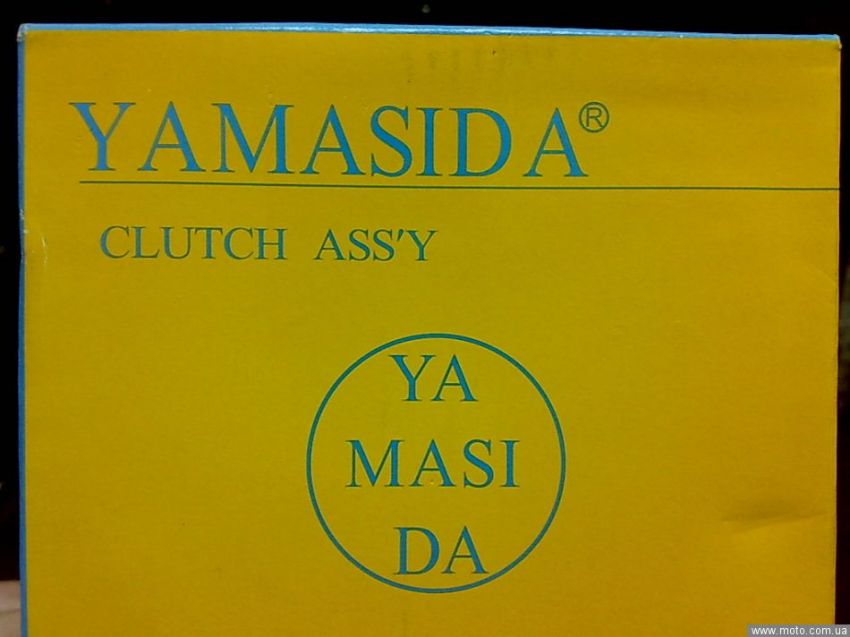 YAMASIDA®
CLUTCH ASS'Y
YA
MASI
DA
www.moto.com.ua